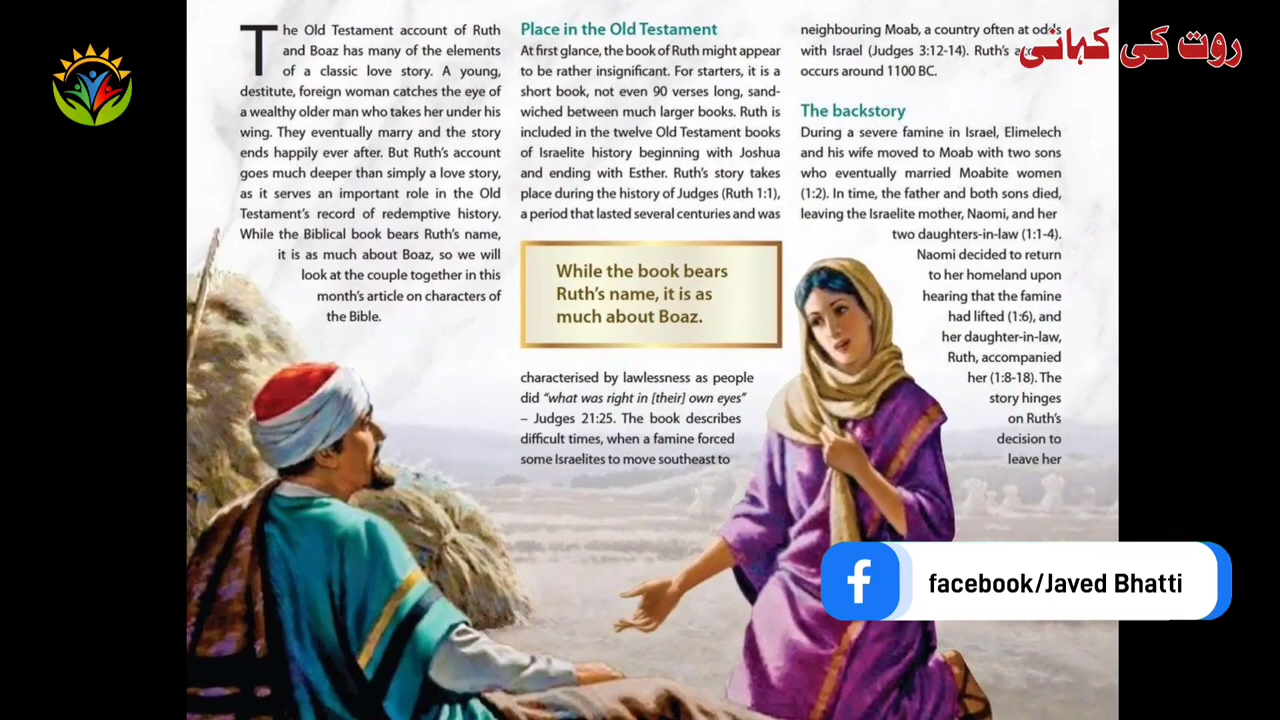 روت کی کہانی
The Old Testament account of Ruth
and Boaz has many of the elements
of a classic love story. A young,
destitute, foreign woman catches the eye of
a wealthy older man who takes her under his
wing. They eventually marry and the story
ends happily ever after. But Ruth's account
goes much deeper than simply a love story,
as it serves an important role in the Old
Testament's record of redemptive history.
While the Biblical book bears Ruth's name,
it is as much about Boaz, so we will
look at the couple together in this
month's article on characters of
the Bible.
Place in the Old Testament
At first glance, the book of Ruth might appear
to be rather insignificant. For starters, it is a
short book, not even 90 verses long, sand-
wiched between much larger books. Ruth is
included in the twelve Old Testament books
of Israelite history beginning with Joshua
and ending with Esther. Ruth's story takes
place during the history of Judges (Ruth 1:1),
a period that lasted several centuries and was
While the book bears
Ruth's name, it is as
much about Boaz.
characterised by lawlessness as people
did "what was right in [their] own eyes"
– Judges 21:25. The book describes
difficult times, when a famine forced
some Israelites to move southeast to
neighbouring Moab, a country often at odds
with Israel (Judges 3:12-14). Ruth's
occurs around 1100 BC.
The backstory
During a severe famine in Israel, Elimelech
and his wife moved to Moab with two sons
who eventually married Moabite women
(1:2). In time, the father and both sons died,
leaving the Israelite mother, Naomi, and her
two daughters-in-law (1:1-4).
Naomi decided to return
to her homeland upon
hearing that the famine
had lifted (1:6), and
her daughter-in-law,
Ruth, accompanied
her (1:8-18). The
story hinges
on Ruth's
decision to
leave her
facebook/Javed Bhatti